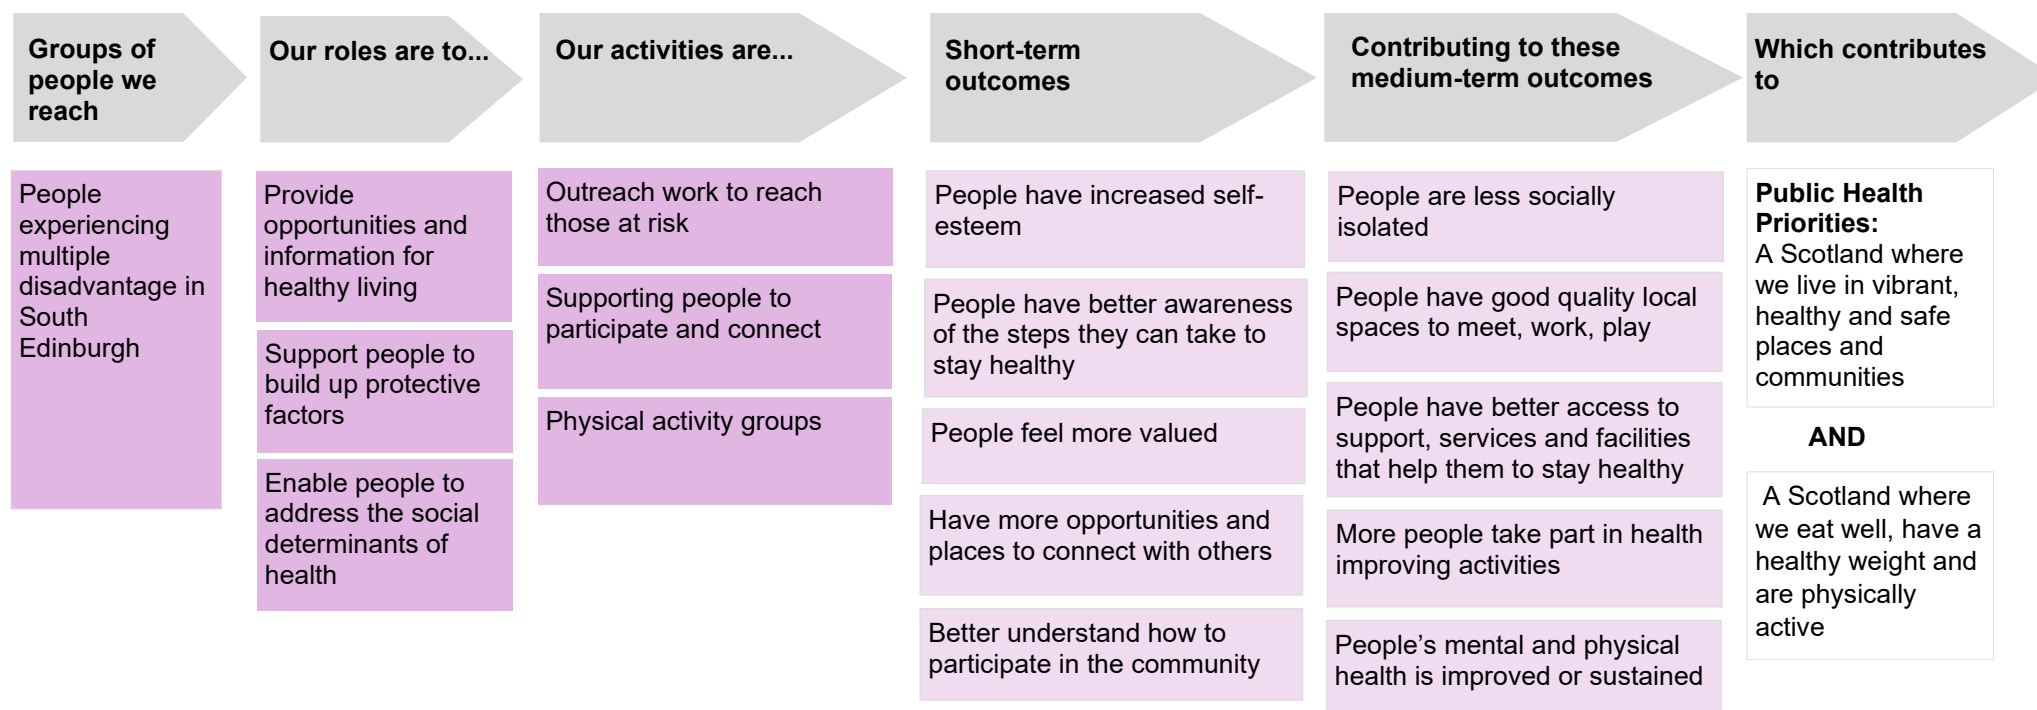 Groups of
people we
reach
Our roles are to...
Our activities are...
Short-term
outcomes
Contributing to these
medium-term outcomes
Which contributes
to
People
experiencing
multiple
disadvantage in
South
Edinburgh
Provide
opportunities and
information for
healthy living
Support people to
build up protective
factors
Enable people to
address the social
determinants of
health
Outreach work to reach
those at risk
Supporting people to
participate and connect
Physical activity groups
People have increased self-
esteem
People have better awareness
of the steps they can take to
stay healthy
People feel more valued
Have more opportunities and
places to connect with others
Better understand how to
participate in the community
People are less socially
isolated
People have good quality local
spaces to meet, work, play
People have better access to
support, services and facilities
that help them to stay healthy
More people take part in health
improving activities
People’s mental and physical
health is improved or sustained
Public Health
Priorities:
A Scotland where
we live in vibrant,
healthy and safe
places and
communities
AND
A Scotland where
we eat well, have a
healthy weight and
are physically
active